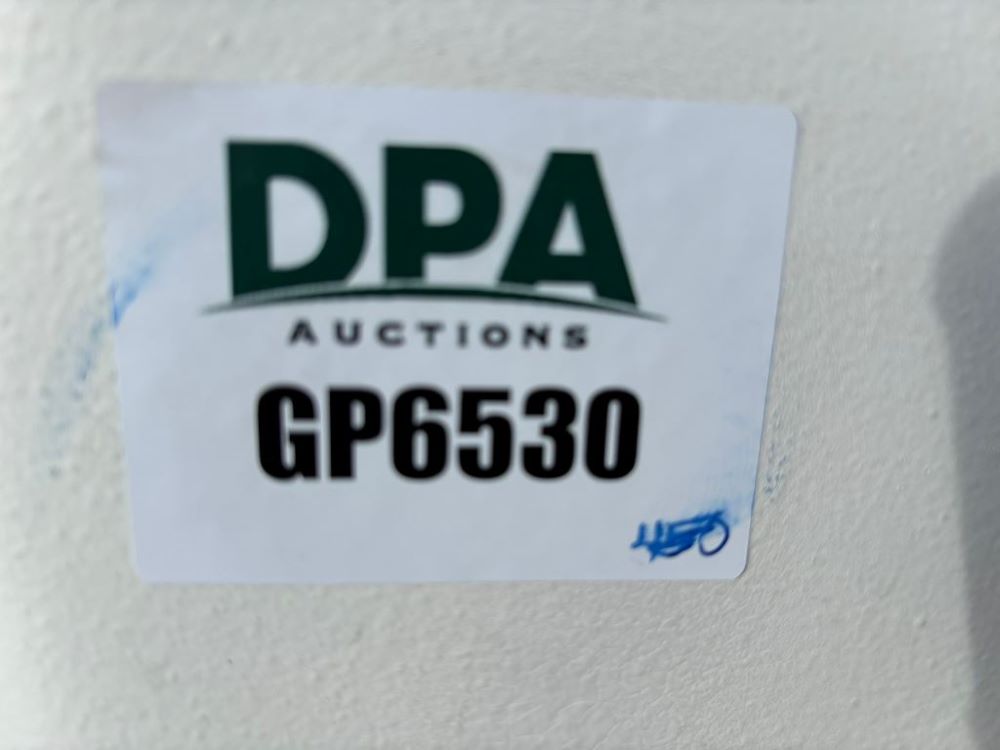 DPA
AUCTIONS
GP6530
450